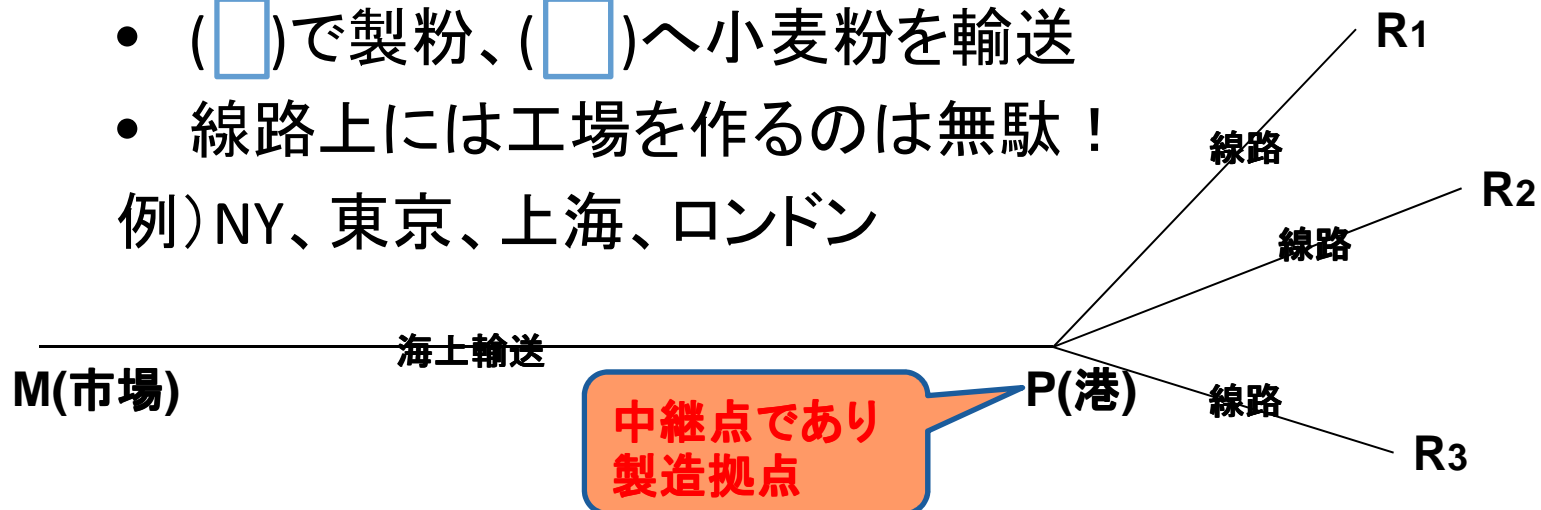 • ( )で製粉、( )へ小麦粉を輸送
• 線路上には工場を作るのは無駄！
例）NY、東京、上海、ロンドン
R1
線路
R2
線路
海上輸送
M(市場)
P(港)
線路
中継点であり
製造拠点
R3